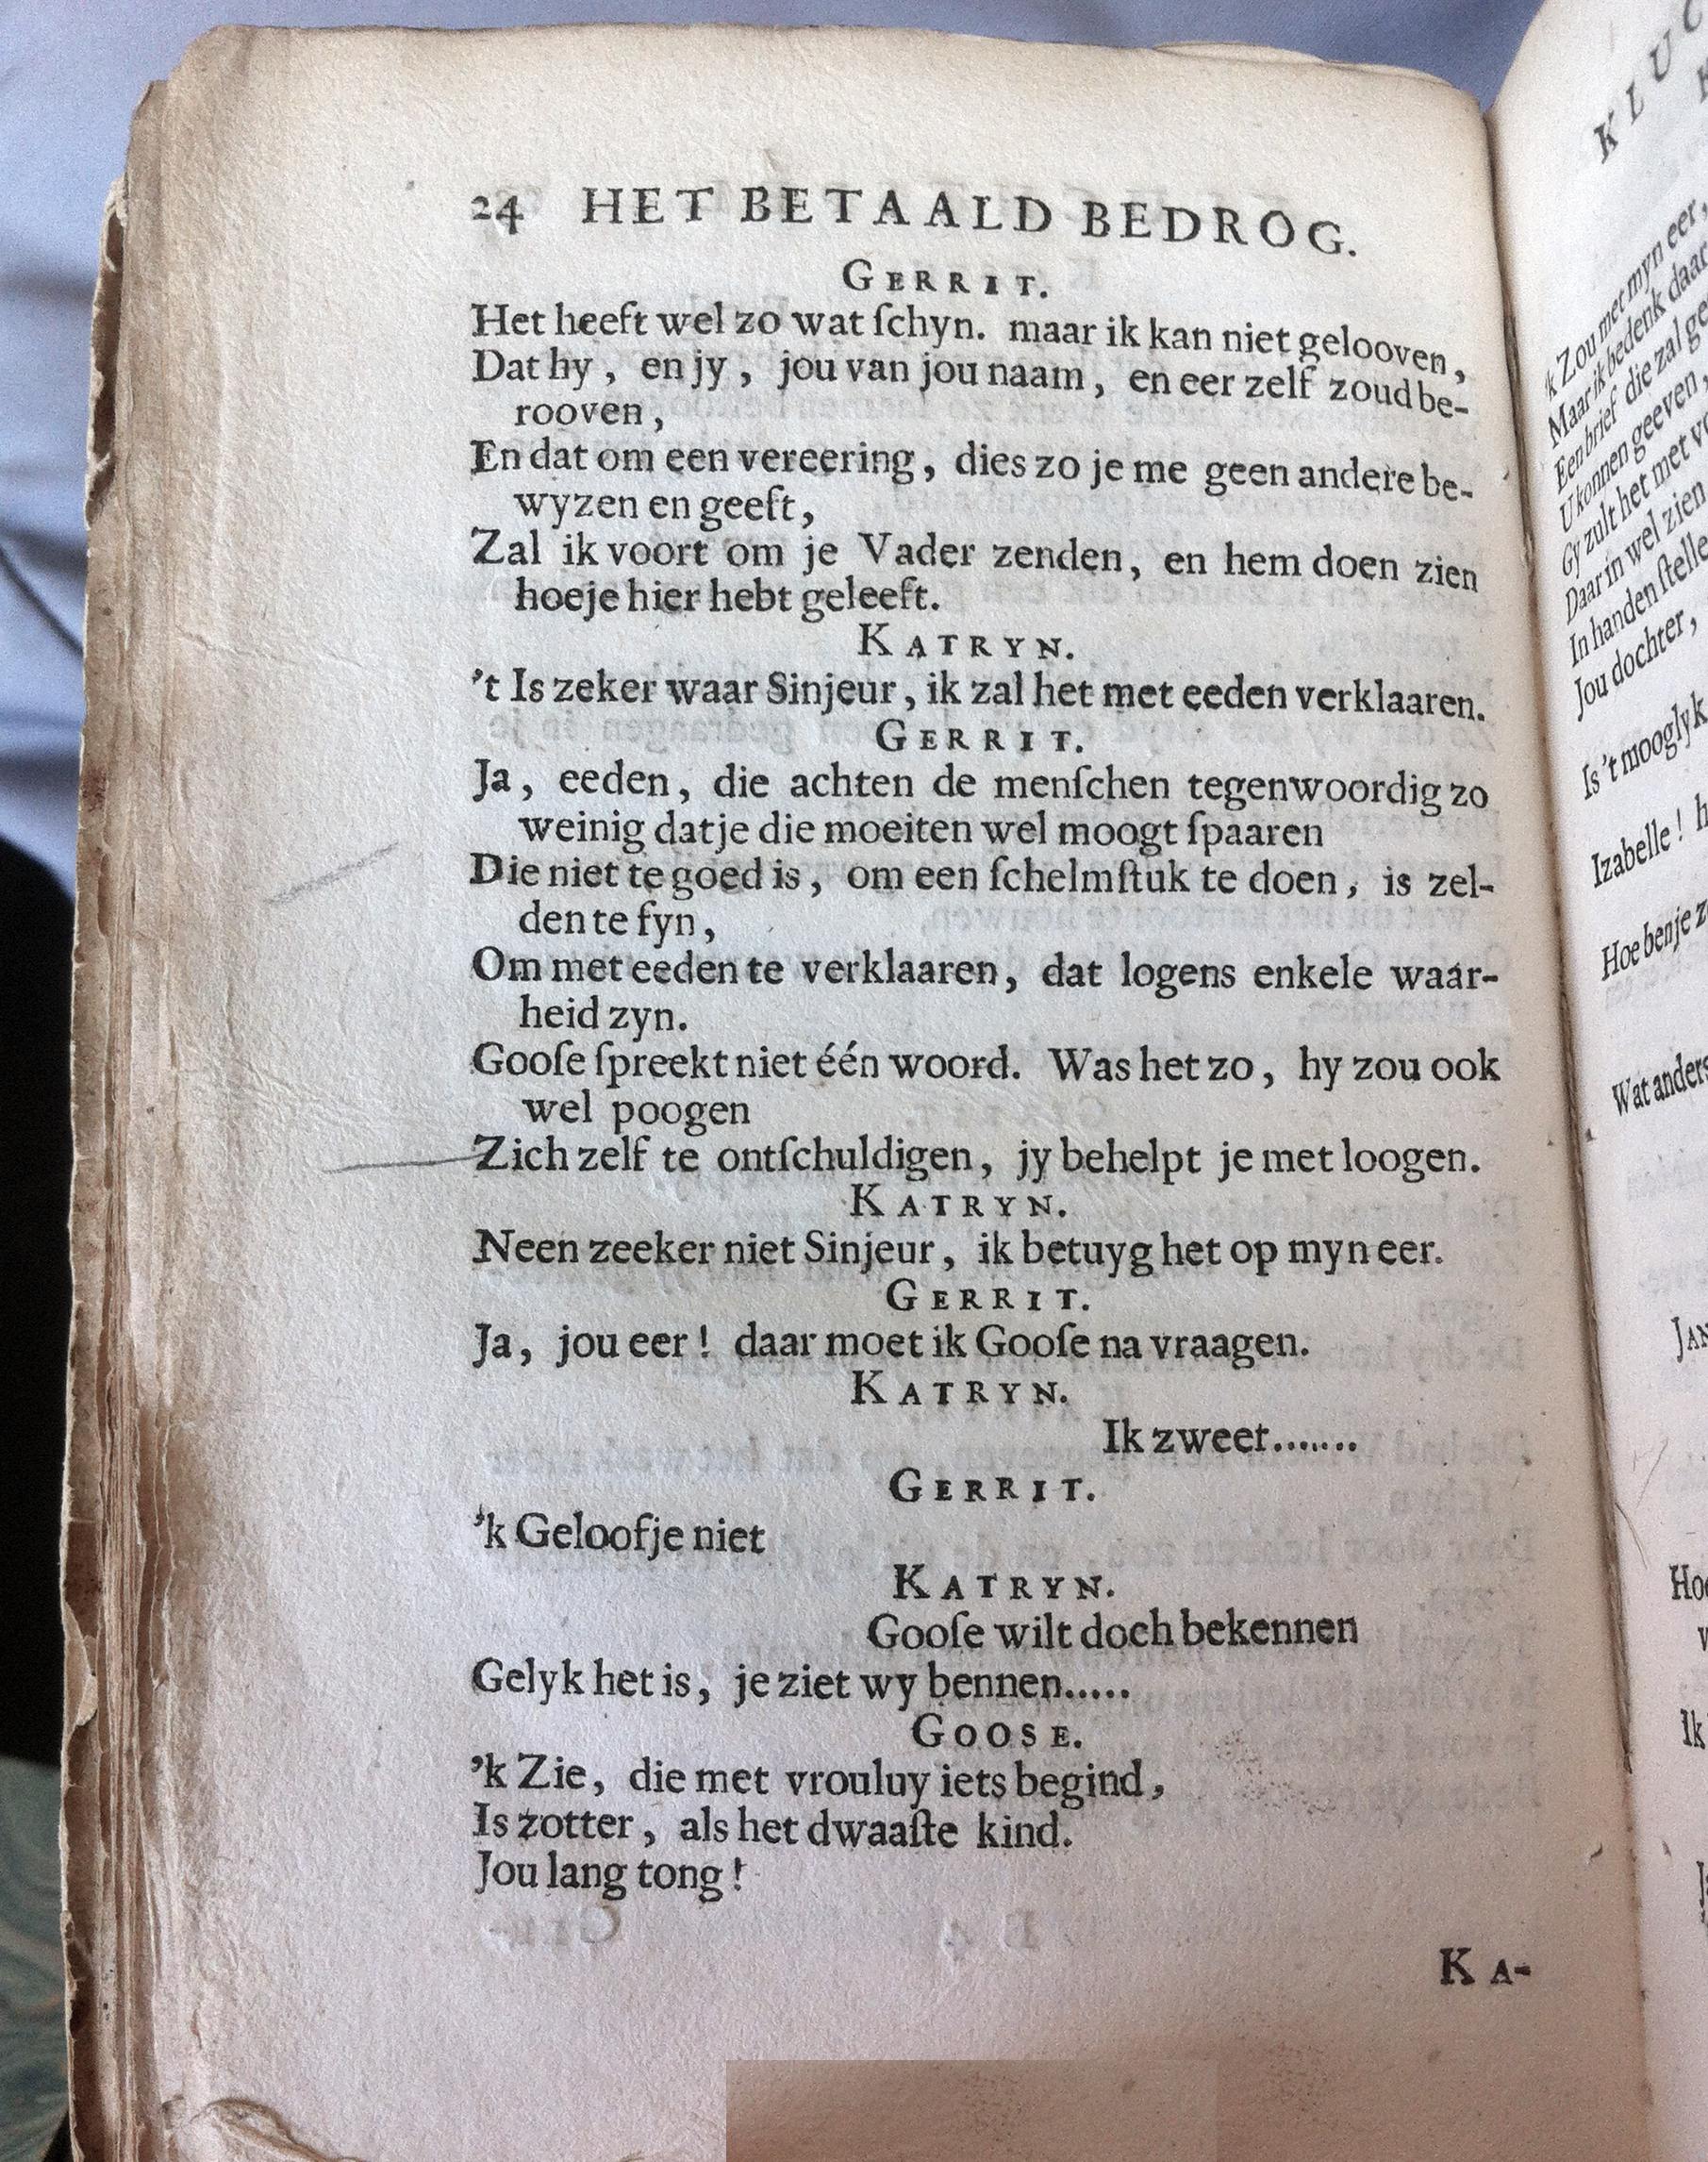 24 HET BETAALD BEDROG.
GERRIT.
Het heeft wel zo wat ſchyn. maar ik kan niet gelooven,
Dat hy, en jy, jou van jou naam, en eer zelf zoud be-
rooven,
En dat om een vereering, dies zo je me geen andere be-
wyzen en geeft,
Zal ik voort om je Vader zenden, en hem doen zien
hoeje hier hebt geleeft.
KATRYN.
't Is zeker waar Sinjeur, ik zal het met eeden verklaaren.
GERRIT.
Ja, eeden, die achten de menſchen tegenwoordig zo
weinig datje die moeiten wel moogt ſpaaren
Die niet te goed is, om een ſchelmſtuk te doen, is zel-
den te fyn,
Om met eeden te verklaaren, dat logens enkele waar-
heid zyn.
Gooſe ſpreekt niet één woord. Was het zo, hy zou ook
wel poogen
Zich zelf te ontſchuldigen, jy behelpt je met loogen.
KATRYN.
Neen zeeker niet Sinjeur, ik betuyg het op myn eer.
GERRIT.
Ja, jou eer! daar moet ik Gooſe na vraagen.
KATRYN.
Ik zweer.......
GERRIT.
'k Geloofje niet
KATRYN.
Gooſe wilt doch bekennen
Gelyk het is, je ziet wy bennen.....
GOOSE.
'k Zie, die met vrouluy iets begind,
Is zotter, als het dwaaſte kind.
Jou lang tong!
KA-
KLUC
'k Zou met myn eer,
Maar ik bedenk daar
Een brief die zal ge
U konnen geeven,
Gy zult het met vo
Daar in wel zien
In handen ſtelle
Jou dochter,
Is 't mooglyk
Izabelle! h
Hoe benje z
Wat anders
JAN
Hoe
Ik